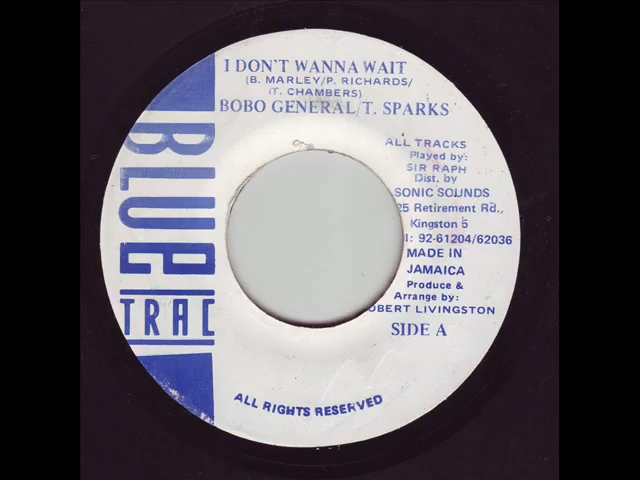 I DON'T WANNA WAIT
(B. MARLEY/P. RICHARDS/
(T. CHAMBERS)
BOBO GENERAL/T. SPARKS
ALL TRACKS
Played by:
SIR RAPH
Dist. by
SONIC SOUNDS
25 Retirement Rd.,
Kingston 5
l: 92-61204/62036
MADE IN
JAMAICA
Produce &
Arrange by:
OBERT LIVINGSTON
SIDE A
BLUE
TRAC
ALL RIGHTS RESERVED